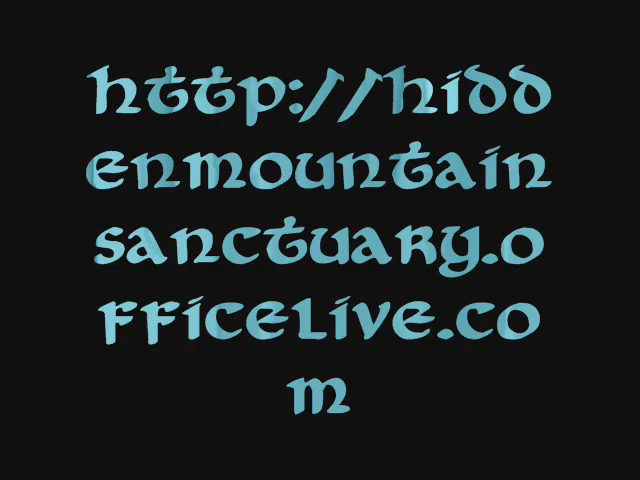 http://hidd
enmountain
sanctuary.o
fficelive.co
m